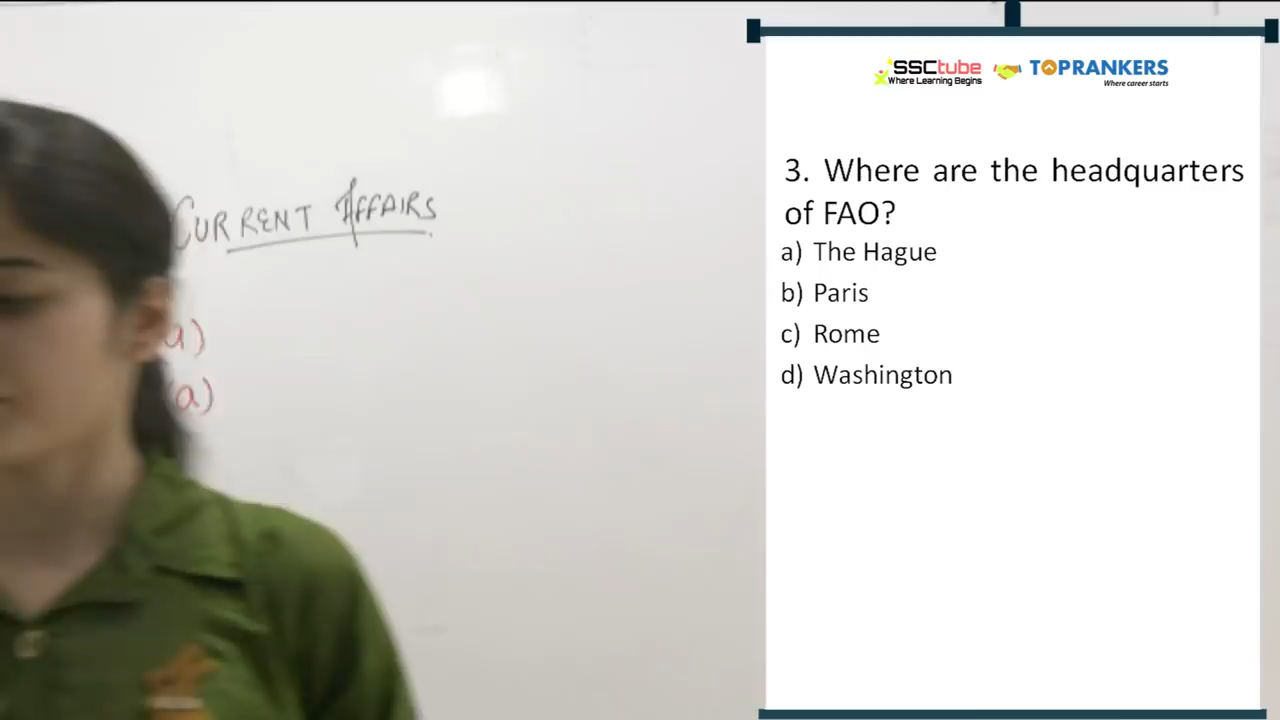 CURRENT AFFAIRS
a)
a)
SSCtube
Where Learning Begins
TOPRANKERS
Where career starts
3. Where are the headquarters
of FAO?
a) The Hague
b) Paris
c) Rome
d) Washington